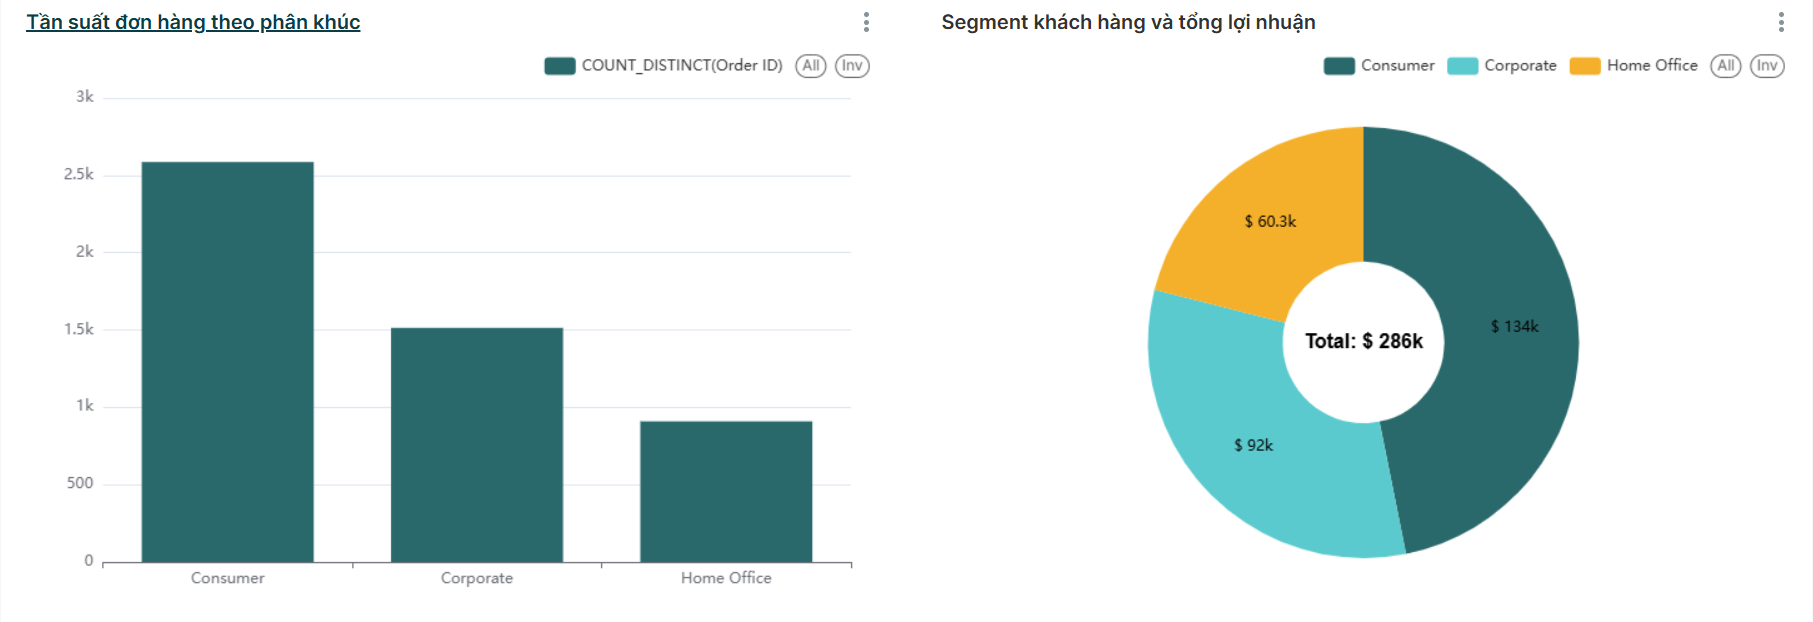 Tần suất đơn hàng theo phân khúc
COUNT_DISTINCT(Order ID) All Inv
3k
2.5k
2k
1.5k
1k
500
0
Consumer Corporate Home Office
Segment khách hàng và tổng lợi nhuận
Consumer Corporate Home Office All Inv
$ 60.3k
$ 134k
Total: $ 286k
$ 92k